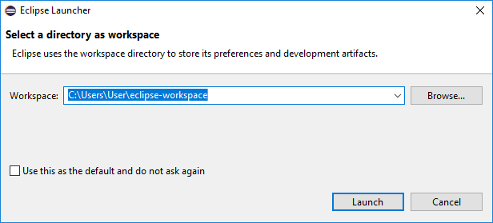 Eclipse Launcher
Select a directory as workspace
Eclipse uses the workspace directory to store its preferences and development artifacts.
Workspace: C:\Users\User\eclipse-workspace Browse...
Use this as the default and do not ask again
Launch Cancel